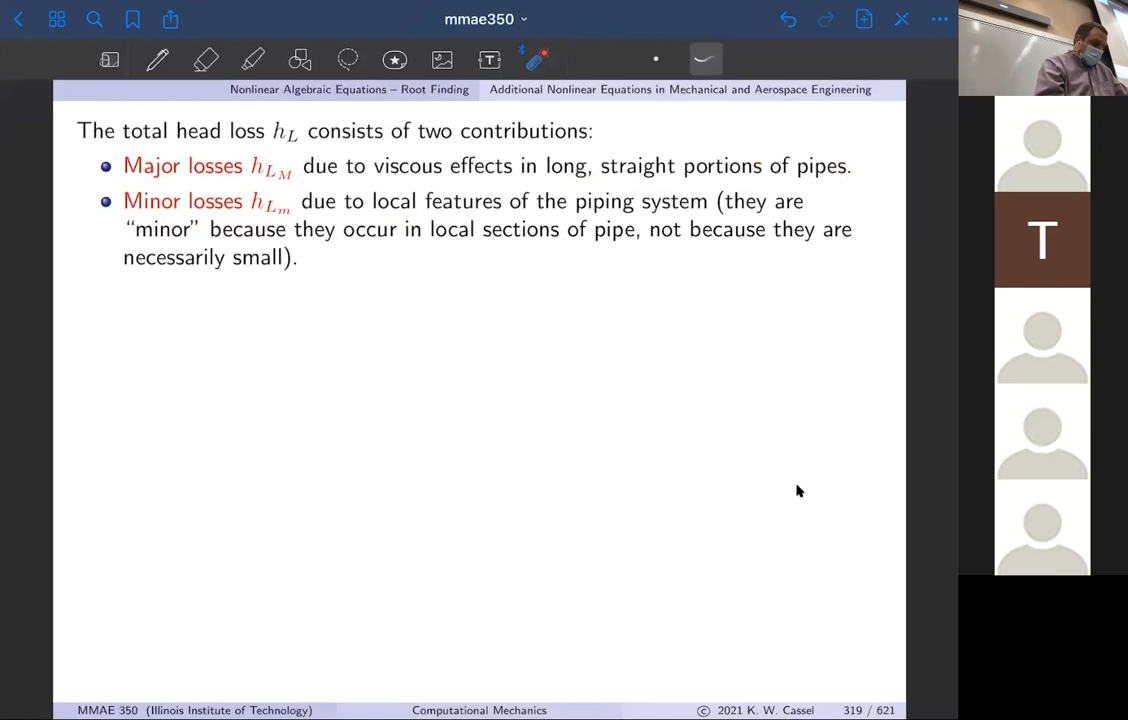 mmae350
Nonlinear Algebraic Equations – Root Finding Additional Nonlinear Equations in Mechanical and Aerospace Engineering
The total head loss h_L consists of two contributions:
Major losses h_{L_M} due to viscous effects in long, straight portions of pipes.
Minor losses h_{L_m} due to local features of the piping system (they are
“minor” because they occur in local sections of pipe, not because they are
necessarily small).
T
MMAE 350 (Illinois Institute of Technology) Computational Mechanics © 2021 K. W. Cassel 319 / 621